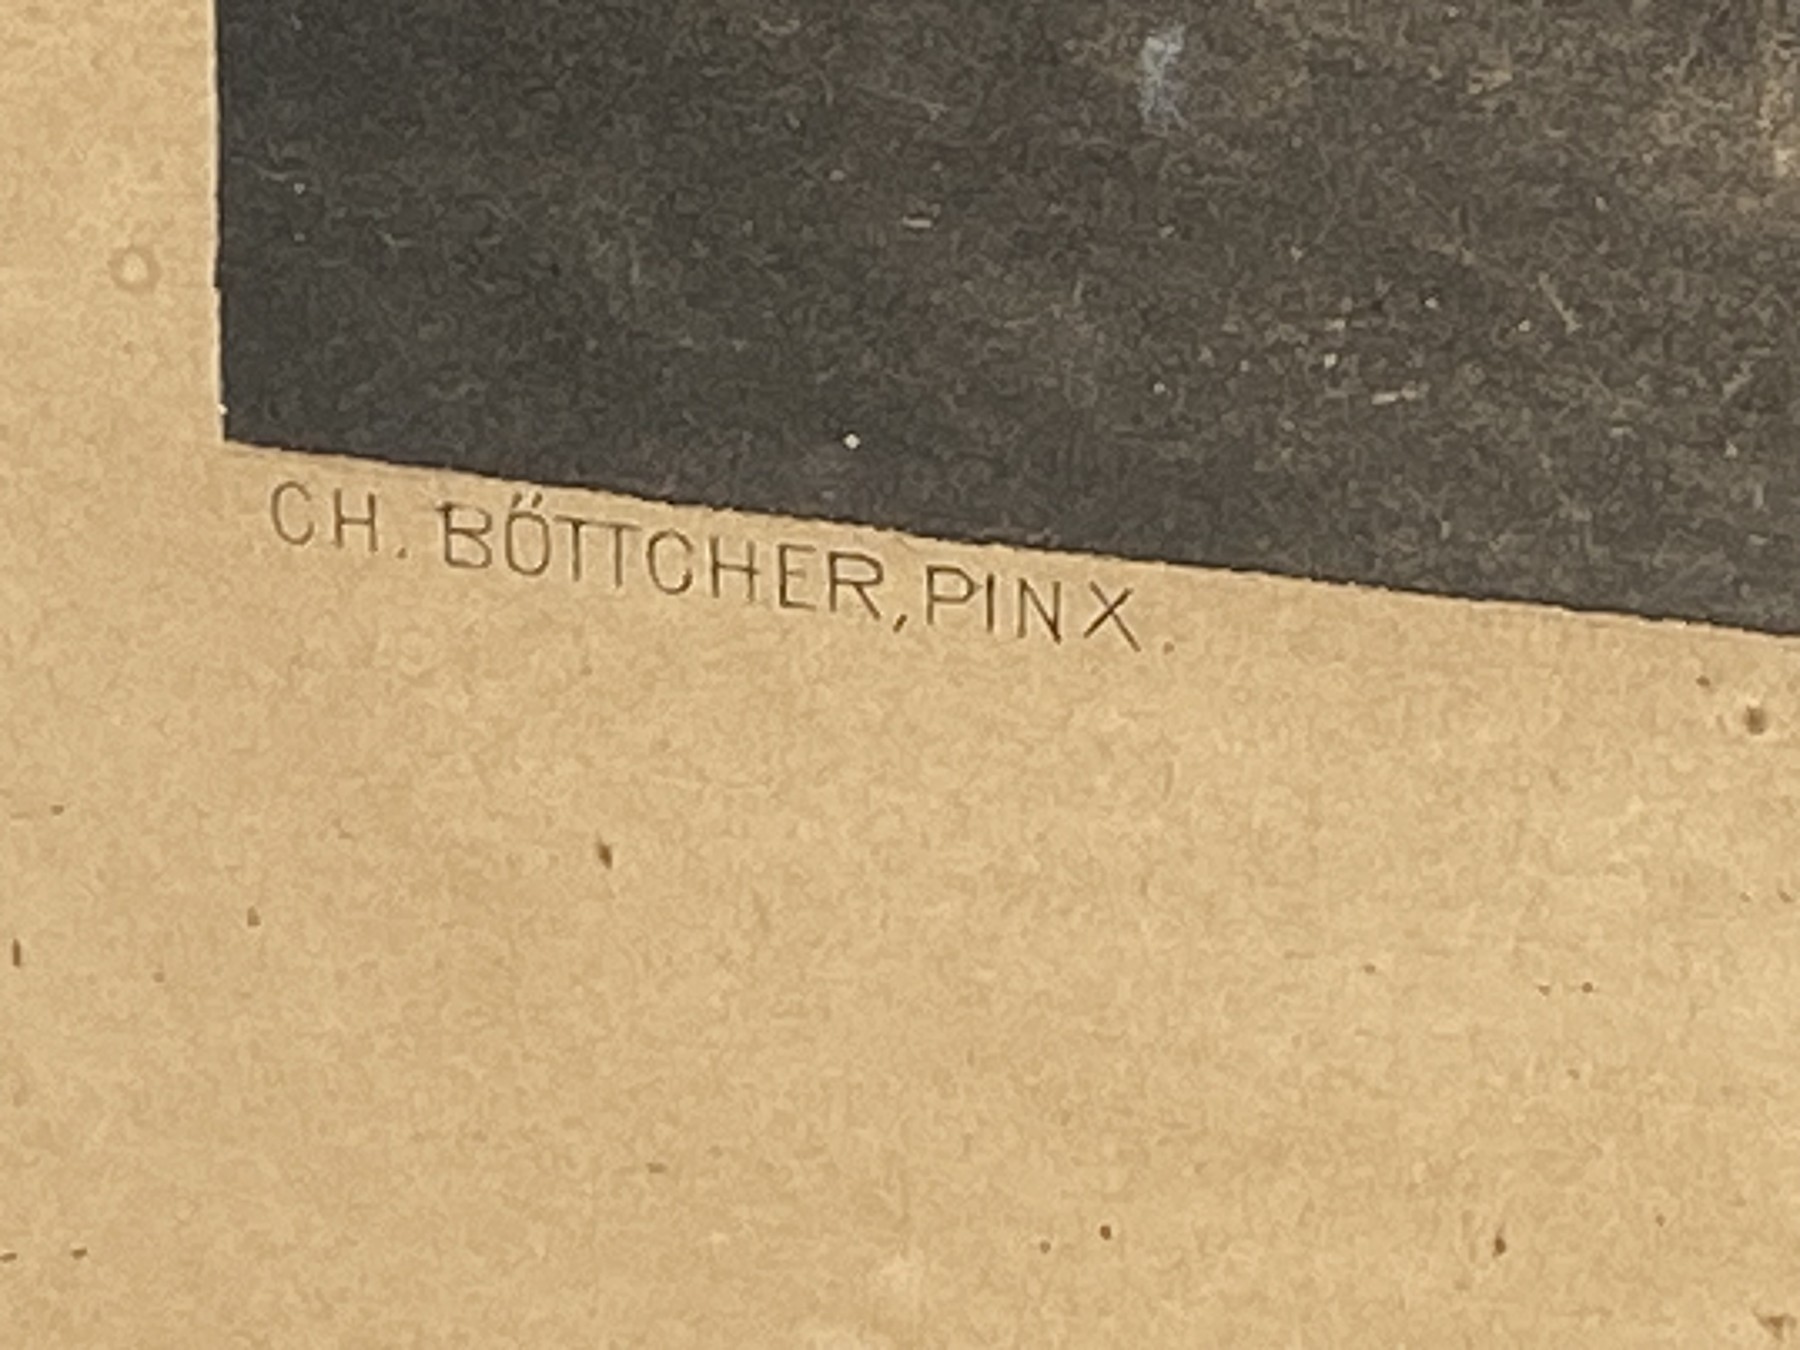 CH. BÖTTCHER, PINX.